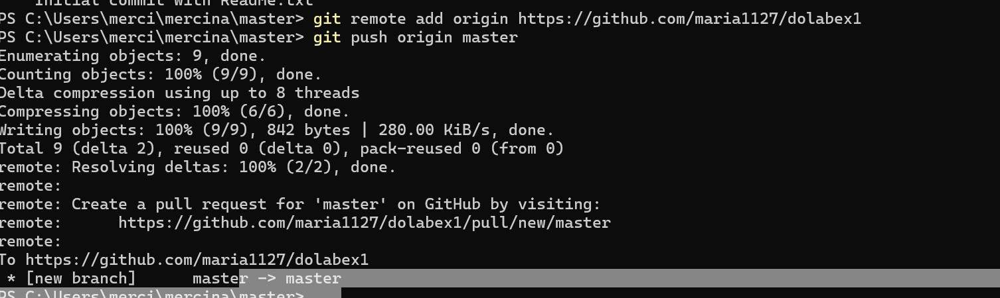 Initial commit with ReadMe.txt
PS C:\Users\merci\mercina\master> git remote add origin https://github.com/maria1127/dolabex1
PS C:\Users\merci\mercina\master> git push origin master
Enumerating objects: 9, done.
Counting objects: 100% (9/9), done.
Delta compression using up to 8 threads
Compressing objects: 100% (6/6), done.
Writing objects: 100% (9/9), 842 bytes | 280.00 KiB/s, done.
Total 9 (delta 2), reused 0 (delta 0), pack-reused 0 (from 0)
remote: Resolving deltas: 100% (2/2), done.
remote:
remote: Create a pull request for 'master' on GitHub by visiting:
remote:      https://github.com/maria1127/dolabex1/pull/new/master
remote:
To https://github.com/maria1127/dolabex1
 * [new branch]      master -> master
PS C:\Users\merci\mercina\master>